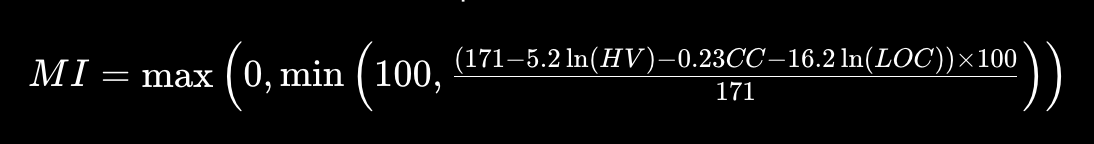 MI = max(0, min(100, (171−5.2 ln(HV)−0.23CC−16.2 ln(LOC))×100 / 171))